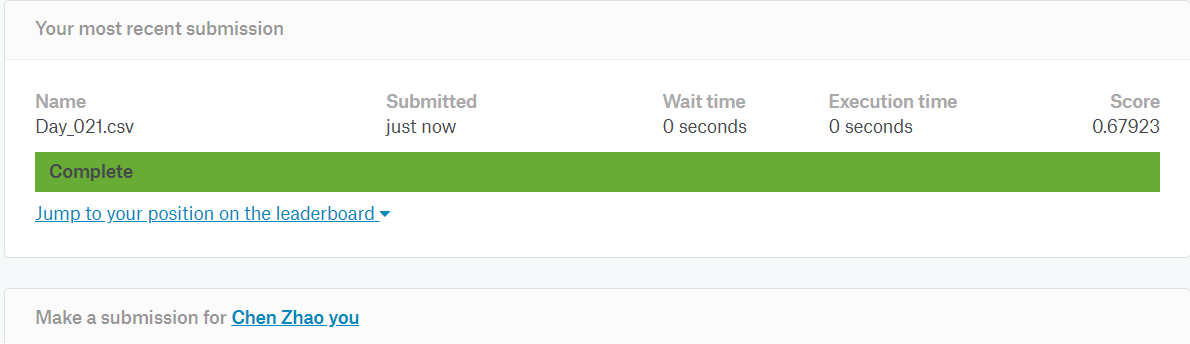 Your most recent submission
Name Submitted Wait time Execution time Score
Day_021.csv just now 0 seconds 0 seconds 0.67923
Complete
Jump to your position on the leaderboard
Make a submission for Chen Zhao you